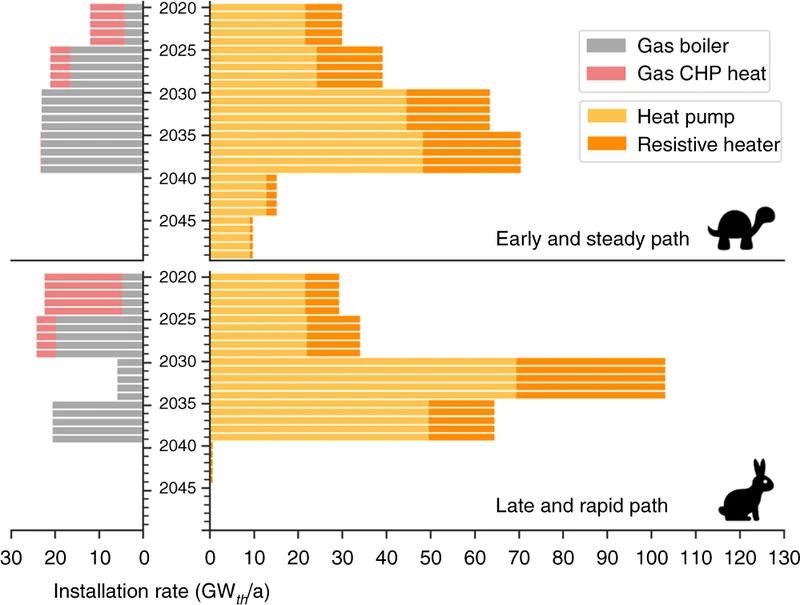 2020
2025
2030
2035
2040
2045
Gas boiler
Gas CHP heat
Heat pump
Resistive heater
Early and steady path
2020
2025
2030
2035
2040
2045
Late and rapid path
30 20 10 0 0 10 20 30 40 50 60 70 80 90 100 110 120 130
Installation rate (GWth/a)